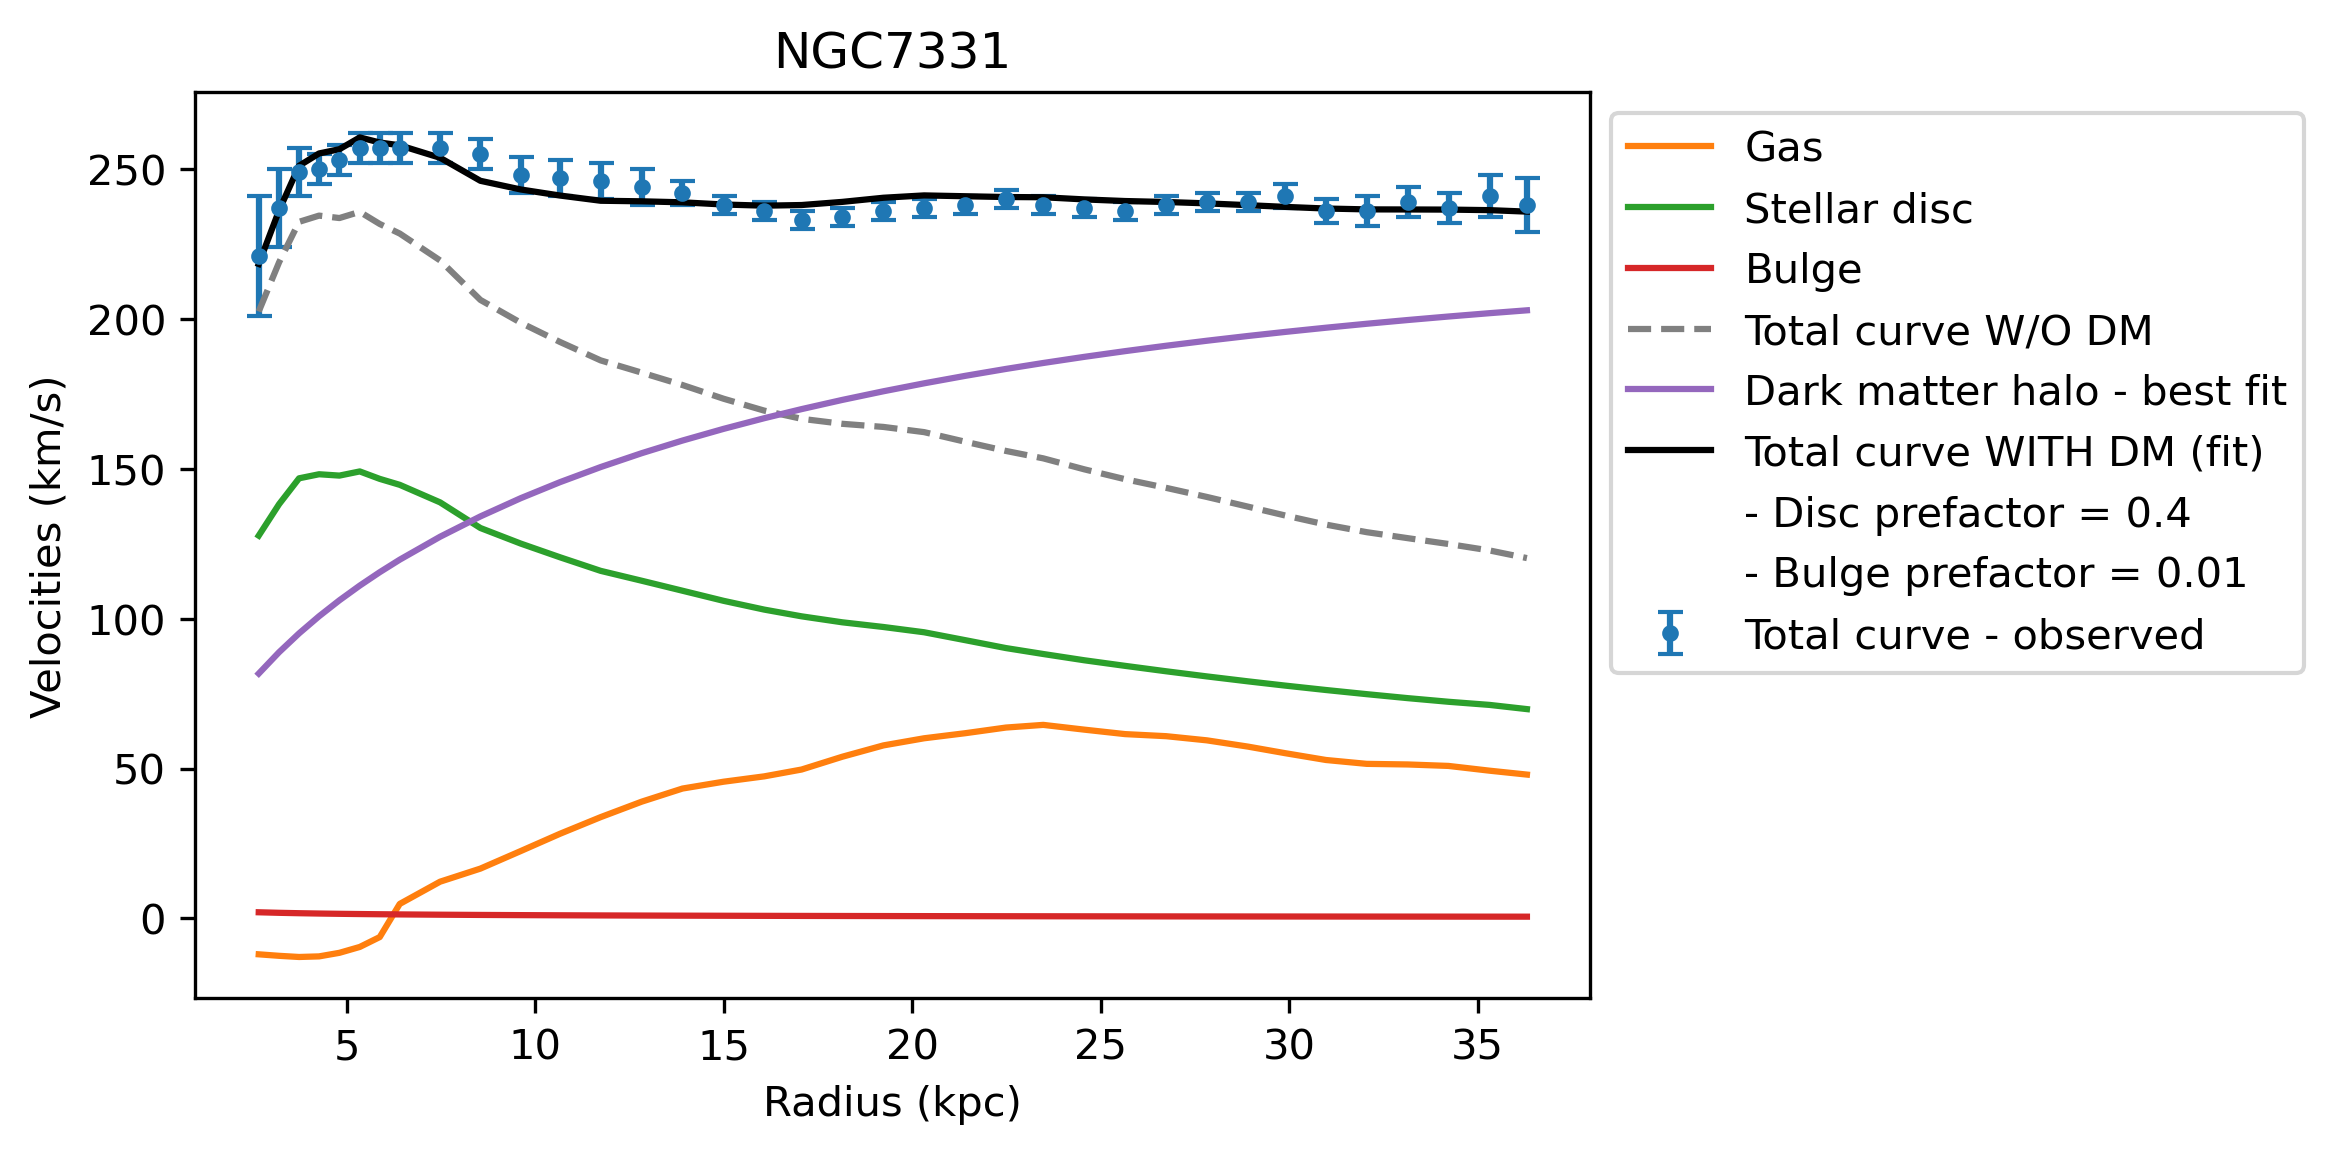 NGC7331
Velocities (km/s)
250
200
150
100
50
0
5 10 15 20 25 30 35
Radius (kpc)
Gas
Stellar disc
Bulge
Total curve W/O DM
Dark matter halo - best fit
Total curve WITH DM (fit)
- Disc prefactor = 0.4
- Bulge prefactor = 0.01
Total curve - observed